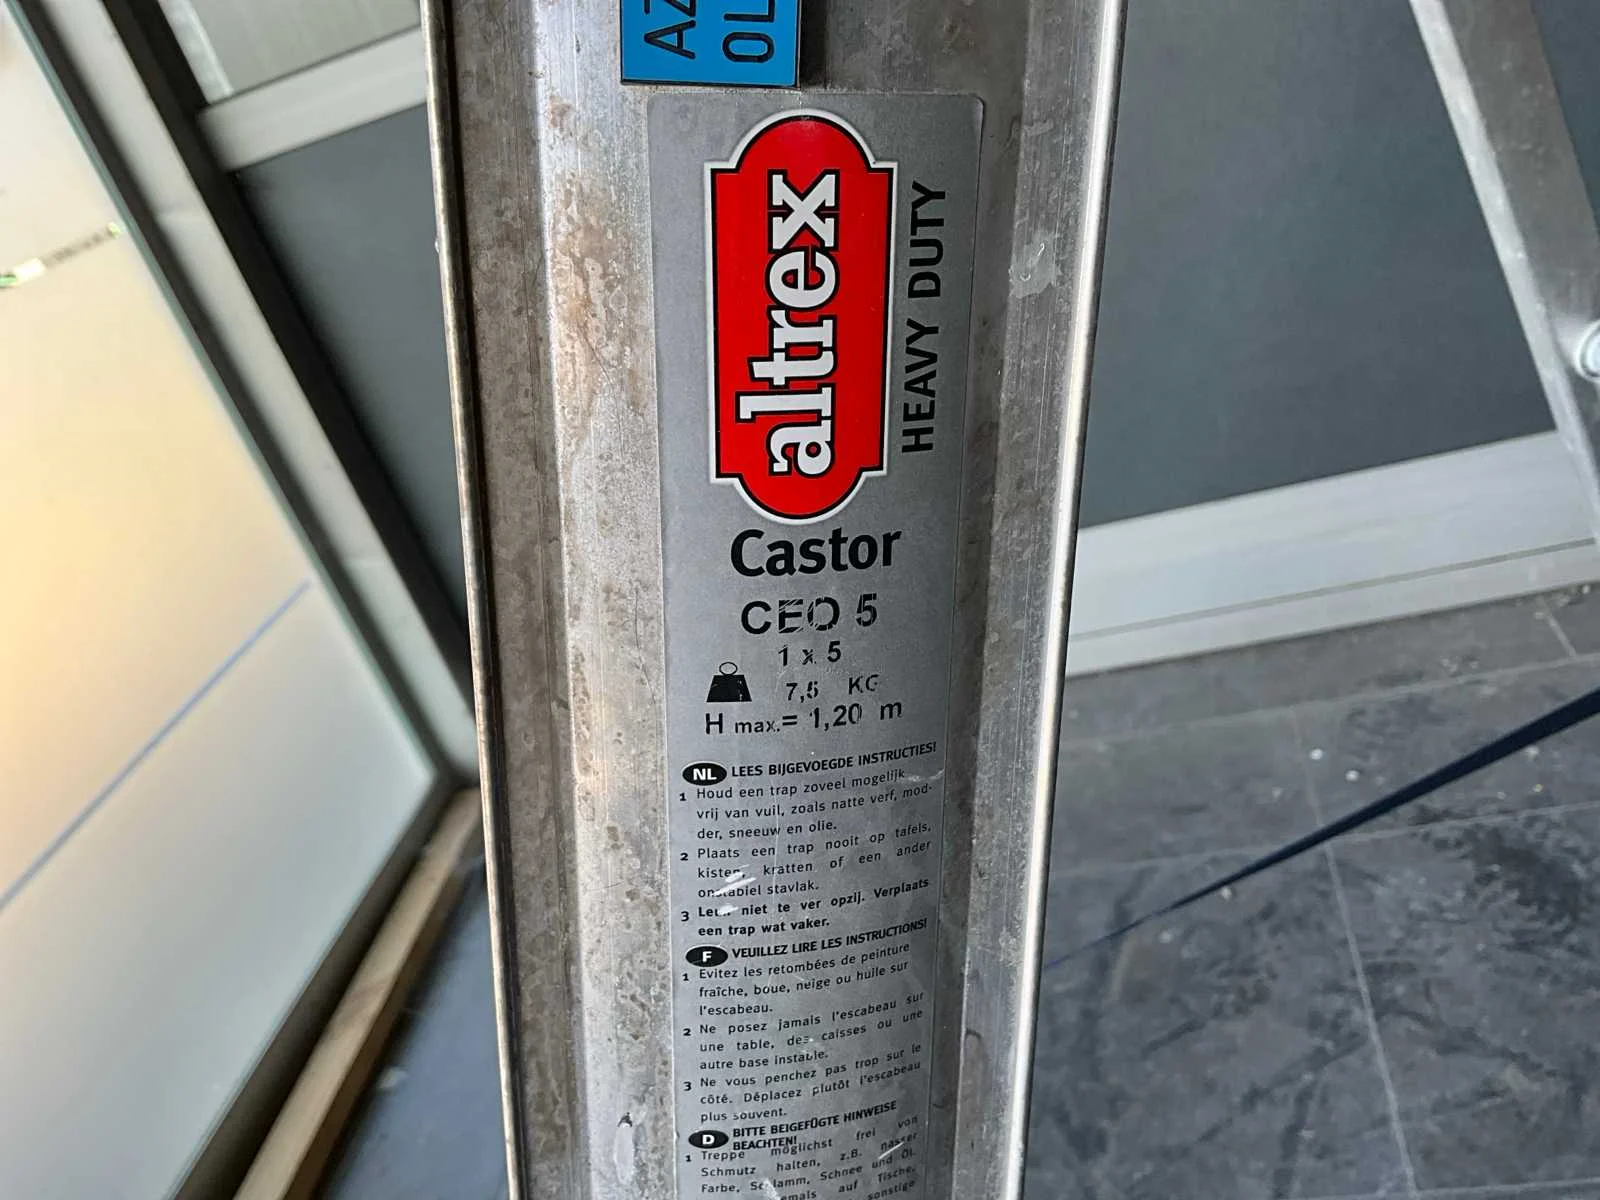 AZ
OL
altrex
HEAVY DUTY
Castor
CEO 5
1 x 5
7,5 KG
H max.= 1,20 m
NL LEES BIJGEVOEGDE INSTRUCTIES!
1 Houd een trap zoveel mogelijk
vrij van vuil, zoals natte verf, mod-
der, sneeuw en olie.
2 Plaats een trap nooit op tafels,
kisten, kratten of een ander
onstabiel stavlak.
3 Leun niet te ver opzij. Verplaats
een trap wat vaker.
F VEUILLEZ LIRE LES INSTRUCTIONS!
1 Evitez les retombées de peinture
fraîche, boue, neige ou huile sur
l'escabeau.
2 Ne posez jamais l'escabeau sur
une table, des caisses ou une
autre base instable.
3 Ne vous penchez pas trop sur le
côté. Déplacez plutôt l'escabeau
plus souvent.
D BITTE BEIGEFÜGTE HINWEISE
BEACHTEN!
1 Treppe möglichst frei von
Schmutz halten, z.B. nasser
Farbe, Schlamm, Schnee und Öl.
auf Tische,
sonstige